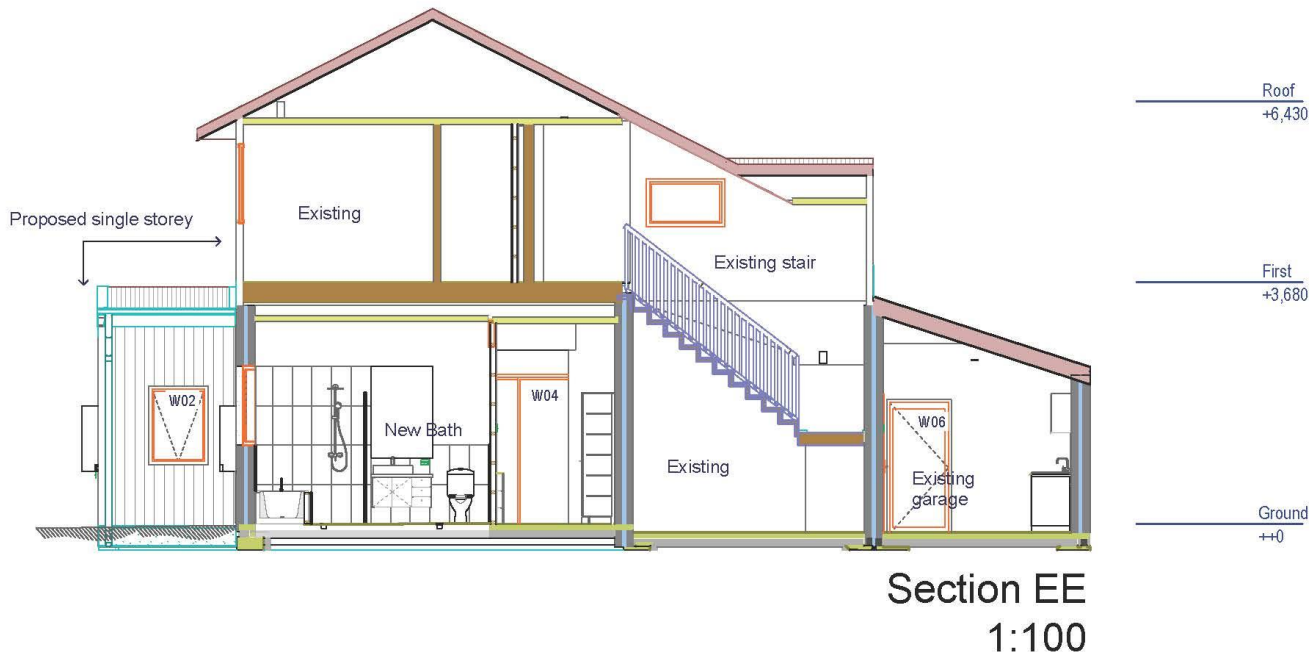 Roof
+6,430
Existing
Proposed single storey
Existing stair
First
+3,680
W02
W04
New Bath
W06
Existing
Existing
garage
Ground
++0
Section EE
1:100